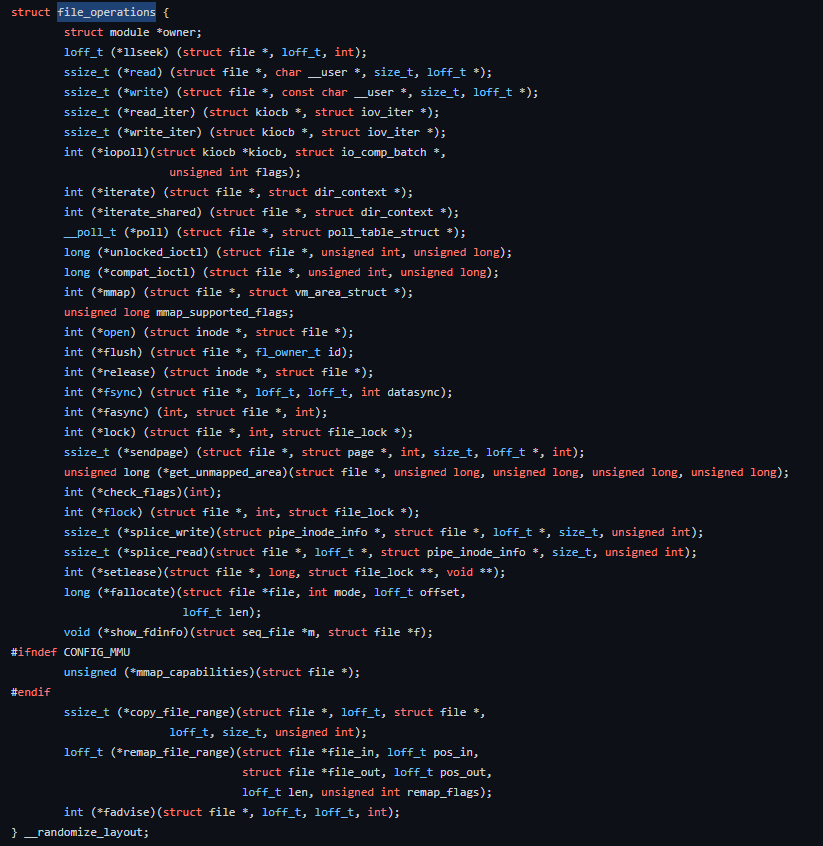 struct file_operations {
        struct module *owner;
        loff_t (*llseek) (struct file *, loff_t, int);
        ssize_t (*read) (struct file *, char __user *, size_t, loff_t *);
        ssize_t (*write) (struct file *, const char __user *, size_t, loff_t *);
        ssize_t (*read_iter) (struct kiocb *, struct iov_iter *);
        ssize_t (*write_iter) (struct kiocb *, struct iov_iter *);
        int (*iopoll)(struct kiocb *kiocb, struct io_comp_batch *,
                        unsigned int flags);
        int (*iterate) (struct file *, struct dir_context *);
        int (*iterate_shared) (struct file *, struct dir_context *);
        __poll_t (*poll) (struct file *, struct poll_table_struct *);
        long (*unlocked_ioctl) (struct file *, unsigned int, unsigned long);
        long (*compat_ioctl) (struct file *, unsigned int, unsigned long);
        int (*mmap) (struct file *, struct vm_area_struct *);
        unsigned long mmap_supported_flags;
        int (*open) (struct inode *, struct file *);
        int (*flush) (struct file *, fl_owner_t id);
        int (*release) (struct inode *, struct file *);
        int (*fsync) (struct file *, loff_t, loff_t, int datasync);
        int (*fasync) (int, struct file *, int);
        int (*lock) (struct file *, int, struct file_lock *);
        ssize_t (*sendpage) (struct file *, struct page *, int, size_t, loff_t *, int);
        unsigned long (*get_unmapped_area)(struct file *, unsigned long, unsigned long, unsigned long, unsigned long);
        int (*check_flags)(int);
        int (*flock) (struct file *, int, struct file_lock *);
        ssize_t (*splice_write)(struct pipe_inode_info *, struct file *, loff_t *, size_t, unsigned int);
        ssize_t (*splice_read)(struct file *, loff_t *, struct pipe_inode_info *, size_t, unsigned int);
        int (*setlease)(struct file *, long, struct file_lock **, void **);
        long (*fallocate)(struct file *file, int mode, loff_t offset,
                          loff_t len);
        void (*show_fdinfo)(struct seq_file *m, struct file *f);
#ifndef CONFIG_MMU
        unsigned (*mmap_capabilities)(struct file *);
#endif
        ssize_t (*copy_file_range)(struct file *, loff_t, struct file *,
                        loff_t, size_t, unsigned int);
        loff_t (*remap_file_range)(struct file *file_in, loff_t pos_in,
                                   struct file *file_out, loff_t pos_out,
                                   loff_t len, unsigned int remap_flags);
        int (*fadvise)(struct file *, loff_t, loff_t, int);
} __randomize_layout;